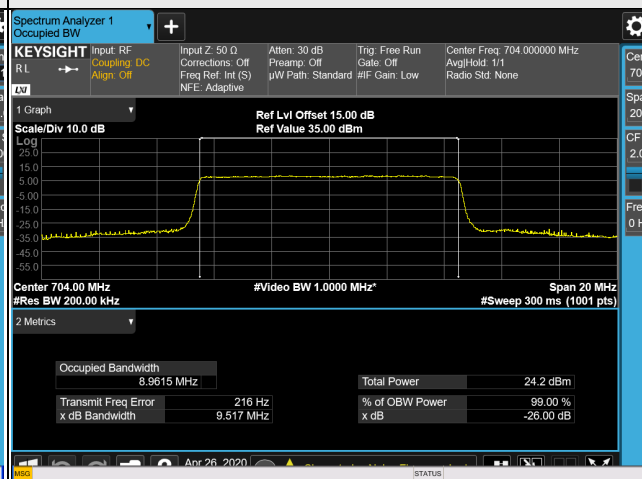 Spectrum Analyzer 1
Occupied BW
KEYSIGHT Input: RF Input Z: 50 Ω Atten: 30 dB Trig: Free Run Center Freq: 704.000000 MHz
R L Coupling: DC Corrections: Off Preamp: Off Gate: Off Avg|Hold: 1/1
Align: Off Freq Ref: Int (S) µW Path: Standard #IF Gain: Low Radio Std: None
LXI NFE: Adaptive
1 Graph
Ref Lvl Offset 15.00 dB
Scale/Div 10.0 dB Ref Value 35.00 dBm
Log
25.0
15.0
5.00
-5.00
-15.0
-25.0
-35.0
-45.0
-55.0
Center 704.00 MHz #Video BW 1.0000 MHz* Span 20 MHz
#Res BW 200.00 kHz #Sweep 300 ms (1001 pts)
2 Metrics
Occupied Bandwidth
8.9615 MHz Total Power 24.2 dBm
Transmit Freq Error 216 Hz % of OBW Power 99.00 %
x dB Bandwidth 9.517 MHz x dB -26.00 dB
Apr 26, 2020
MSG STATUS